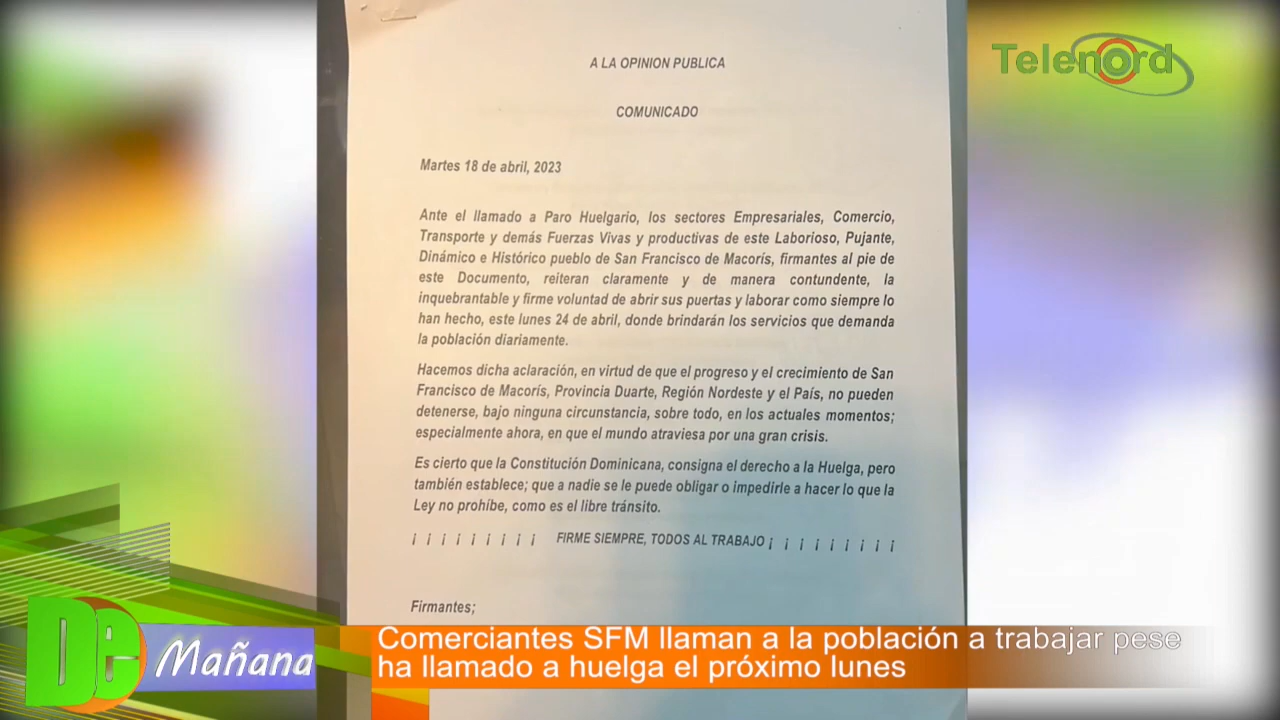 A LA OPINION PUBLICA
Telenord
COMUNICADO
Martes 18 de abril, 2023
Ante el llamado a Paro Huelgario, los sectores Empresariales, Comercio,
Transporte y demás Fuerzas Vivas y productivas de este Laborioso, Pujante,
Dinámico e Histórico pueblo de San Francisco de Macorís, firmantes al pie de
este Documento, reiteran claramente y de manera contundente, la
inquebrantable y firme voluntad de abrir sus puertas y laborar como siempre lo
han hecho, este lunes 24 de abril, donde brindarán los servicios que demanda
la población diariamente.
Hacemos dicha aclaración, en virtud de que el progreso y el crecimiento de San
Francisco de Macorís, Provincia Duarte, Región Nordeste y el País, no pueden
detenerse, bajo ninguna circunstancia, sobre todo, en los actuales momentos;
especialmente ahora, en que el mundo atraviesa por una gran crisis.
Es cierto que la Constitución Dominicana, consigna el derecho a la Huelga, pero
también establece; que a nadie se le puede obligar o impedirle a hacer lo que la
Ley no prohíbe, como es el libre tránsito.
¡ ¡ ¡ ¡ ¡ ¡ ¡ ¡ ¡ FIRME SIEMPRE, TODOS AL TRABAJO ¡ ¡ ¡ ¡ ¡ ¡ ¡ ¡ ¡
Firmantes;
De Mañana
Comerciantes SFM llaman a la población a trabajar pese
ha llamado a huelga el próximo lunes